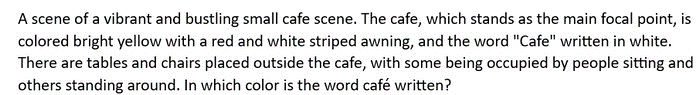 A scene of a vibrant and bustling small cafe scene. The cafe, which stands as the main focal point, is
colored bright yellow with a red and white striped awning, and the word "Cafe" written in white.
There are tables and chairs placed outside the cafe, with some being occupied by people sitting and
others standing around. In which color is the word café written?